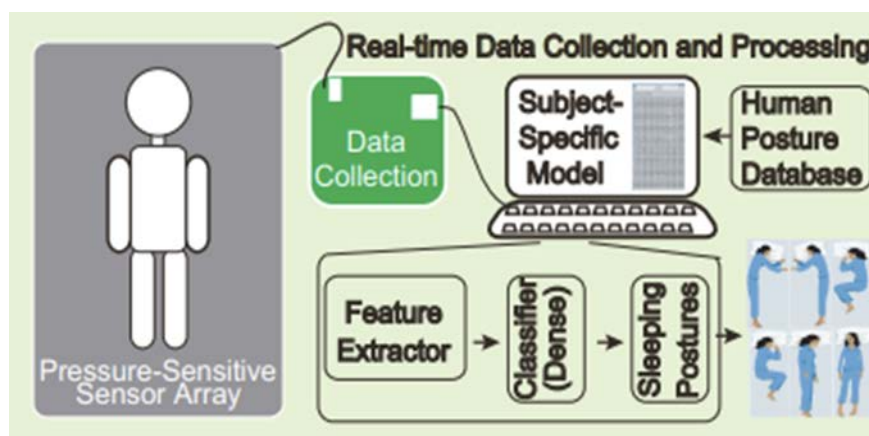 Real-time Data Collection and Processing
Data
Collection
Subject-
Specific
Model
Human
Posture
Database
Feature
Extractor
Classifier
(Dense)
Sleeping
Postures
Pressure-Sensitive
Sensor Array